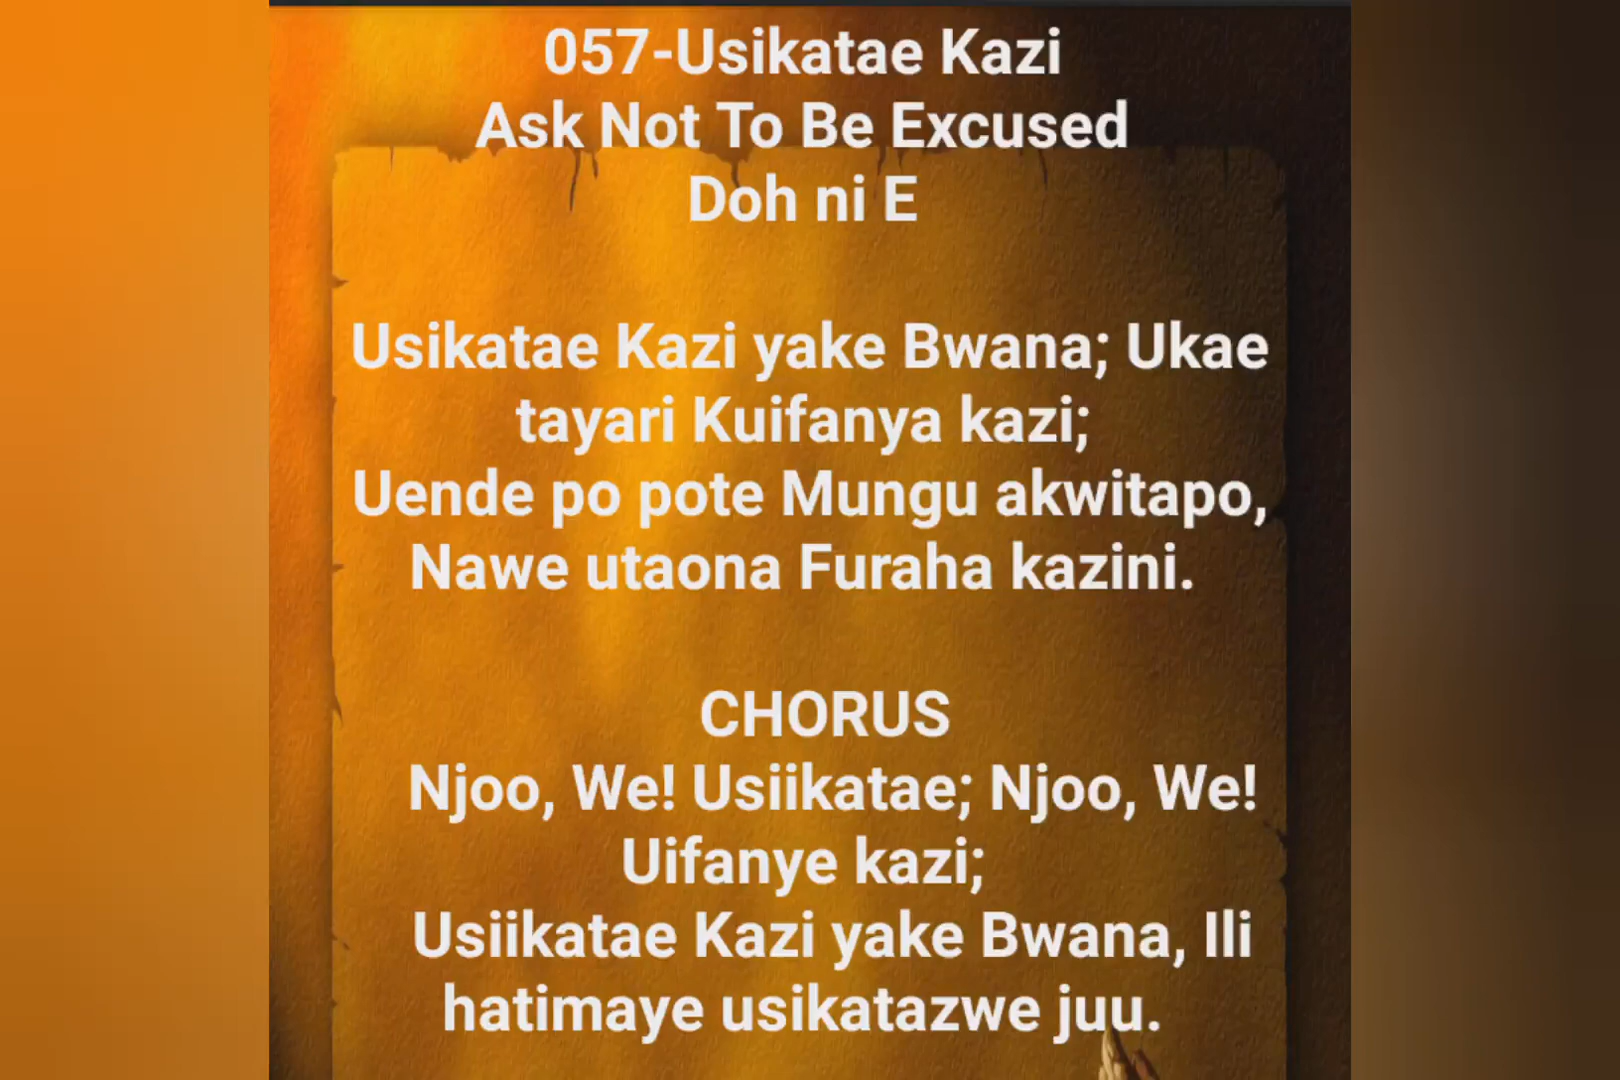 057-Usikatae Kazi
Ask Not To Be Excused
Doh ni E
Usikatae Kazi yake Bwana; Ukae
tayari Kuifanya kazi;
Uende po pote Mungu akwitapo,
Nawe utaona Furaha kazini.
CHORUS
Njoo, We! Usiikatae; Njoo, We!
Uifanye kazi;
Usiikatae Kazi yake Bwana, Ili
hatimaye usikatazwe juu.